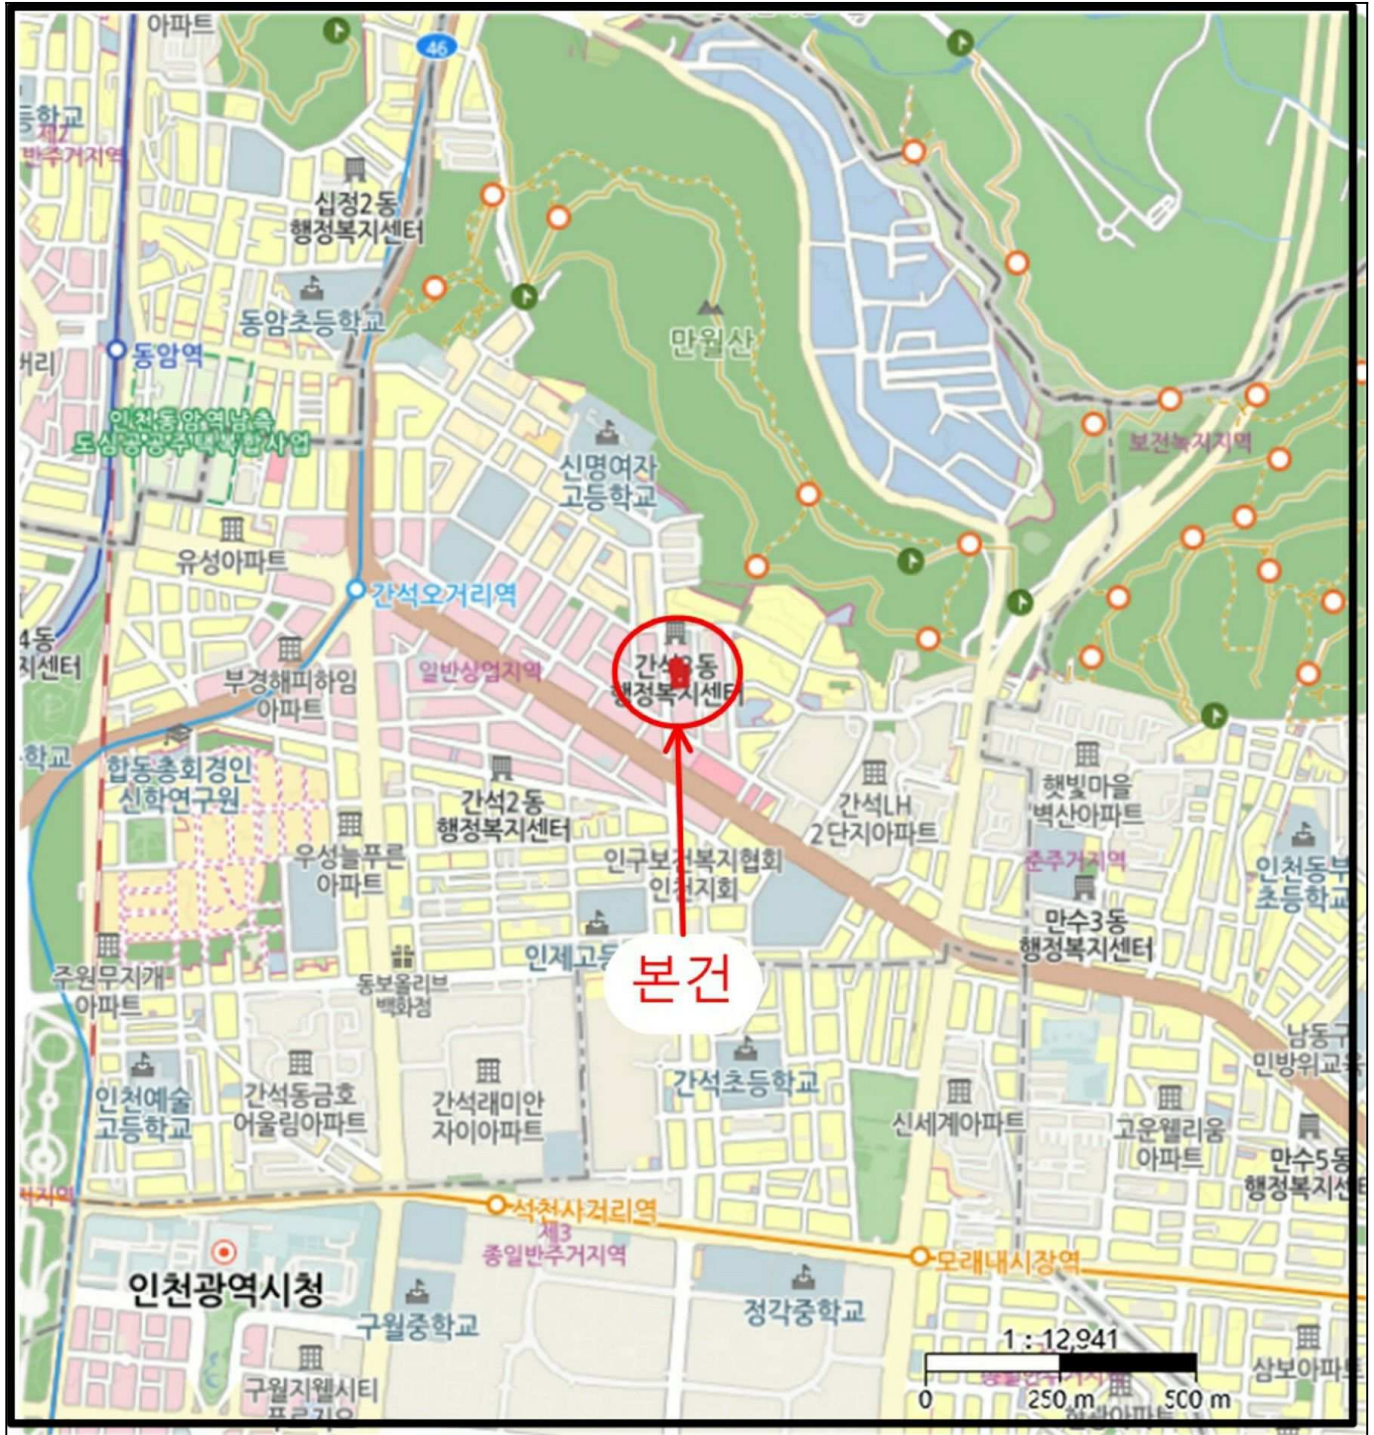 아파트
46
등학교
제2
반주거지역
십정2동
행정복지센터
동암초등학교
만월산
동암역
거리
인천동암역남측
도심공공주택복합사업
보전녹지지역
신명여자
고등학교
유성아파트
간석오거리역
4동
지센터
부경해피하임
아파트
일반상업지역
간석3동
행정복지센터
학교
합동총회경인
신학연구원
간석2동
행정복지센터
간석LH
2단지아파트
햇빛마을
벽산아파트
우성늘푸른
아파트
인구보건복지협회
인천지회
준주거지역
인천동부
초등학교
만수3동
행정복지센터
인제고등
본건
주원무지개
아파트
동보올리브
백화점
남동구
민방위교육
인천예술
고등학교
간석동금호
어울림아파트
간석래미안
자이아파트
간석초등학교
신세계아파트
고운웰리움
아파트
만수5동
행정복지센
석천사거리역
제3
종일반주거지역
모래내시장역
인천광역시청
구월중학교
정각중학교
1 : 12,941
0
250 m
500 m
구월지웰시티
푸르지오
삼보아파트